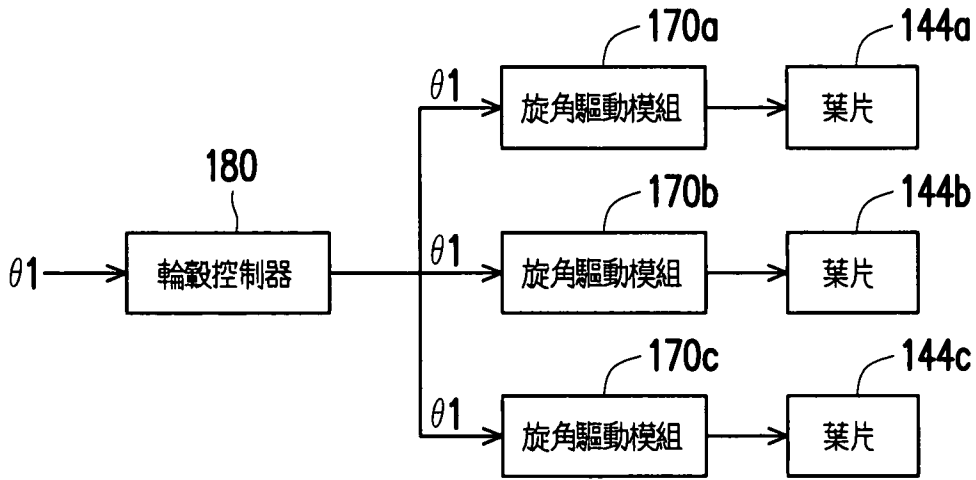 170a
144a
θ1
旋角驅動模組
葉片
180
170b
144b
θ1
輪轂控制器
θ1
旋角驅動模組
葉片
170c
144c
θ1
旋角驅動模組
葉片